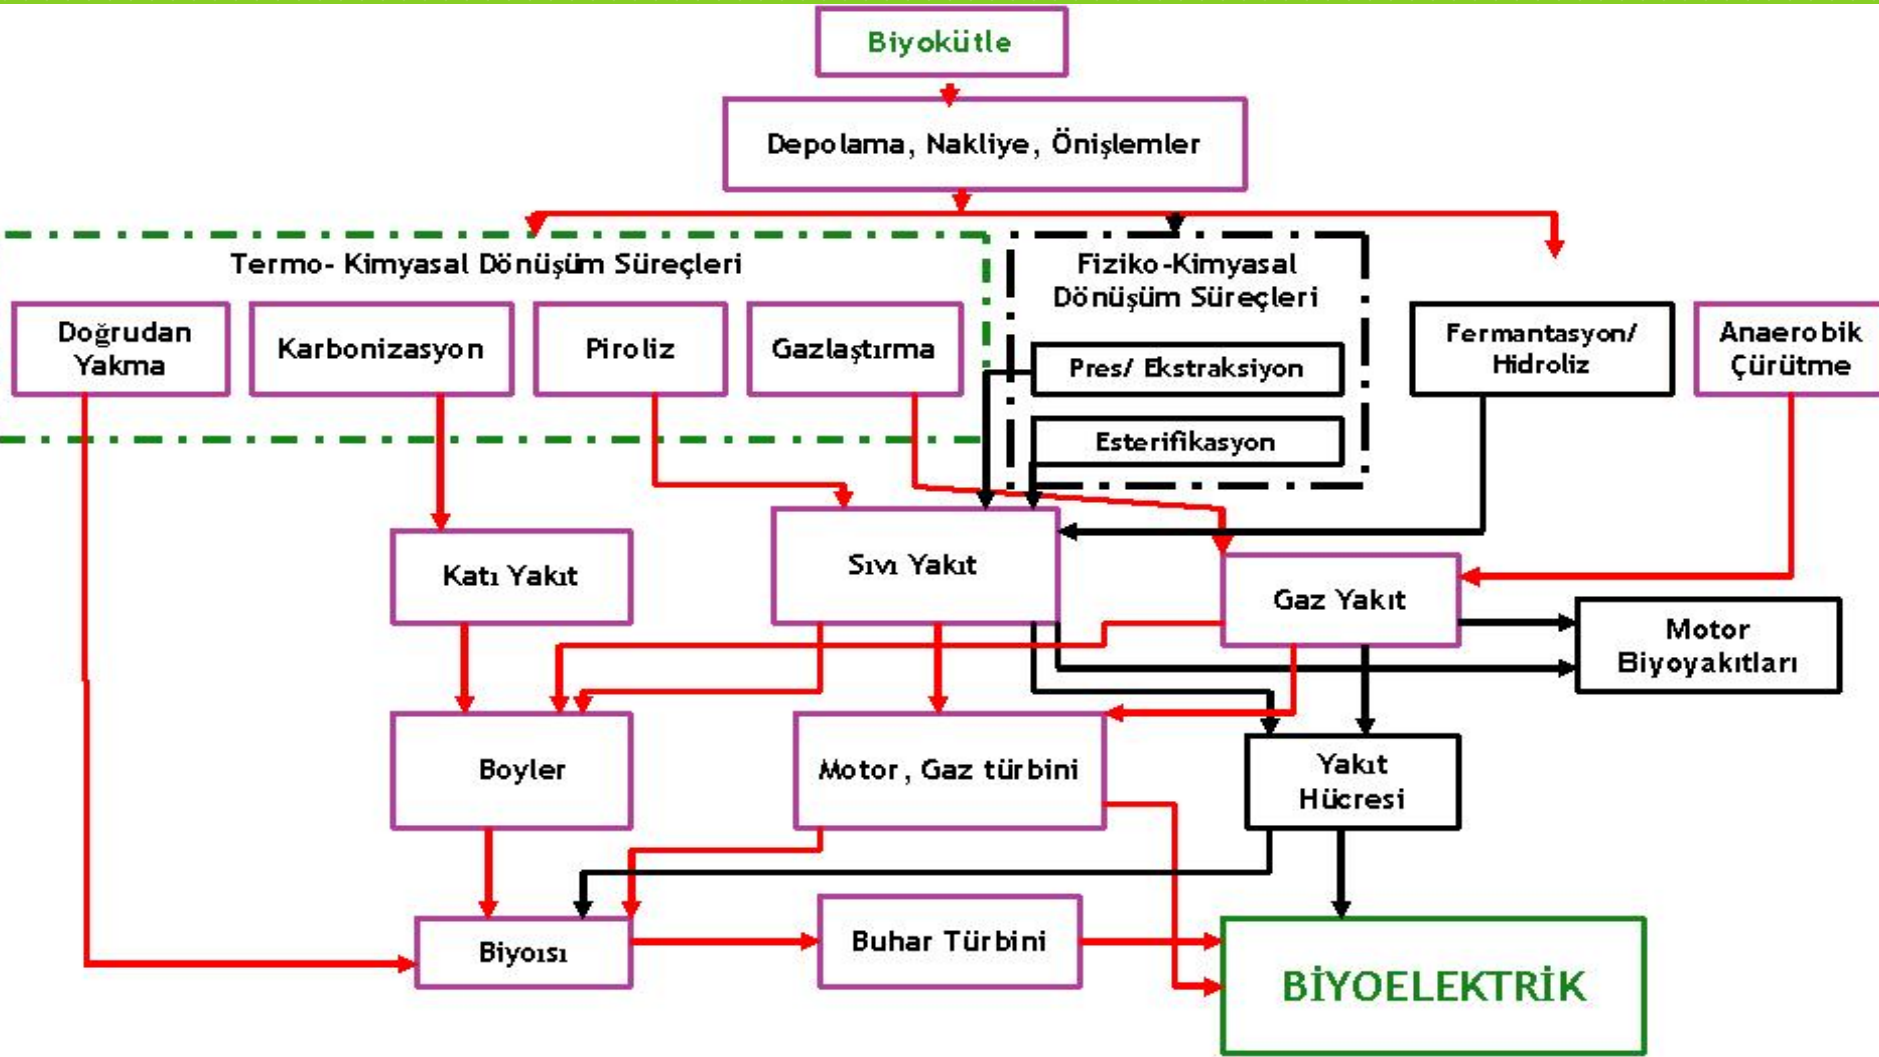 Biyokütle
Depolama, Nakliye, Önişlemler
Termo- Kimyasal Dönüşüm Süreçleri
Fiziko-Kimyasal
Dönüşüm Süreçleri
Doğrudan
Yakma
Karbonizasyon
Piroliz
Gazlaştırma
Pres/ Ekstraksiyon
Esterifikasyon
Fermantasyon/
Hidroliz
Anaerobik
Çürütme
Katı Yakıt
Sıvı Yakıt
Gaz Yakıt
Motor
Biyoyakıtları
Boyler
Motor, Gaz türbini
Yakıt
Hücresi
Biyoısı
Buhar Türbini
BİYOELEKTRİK